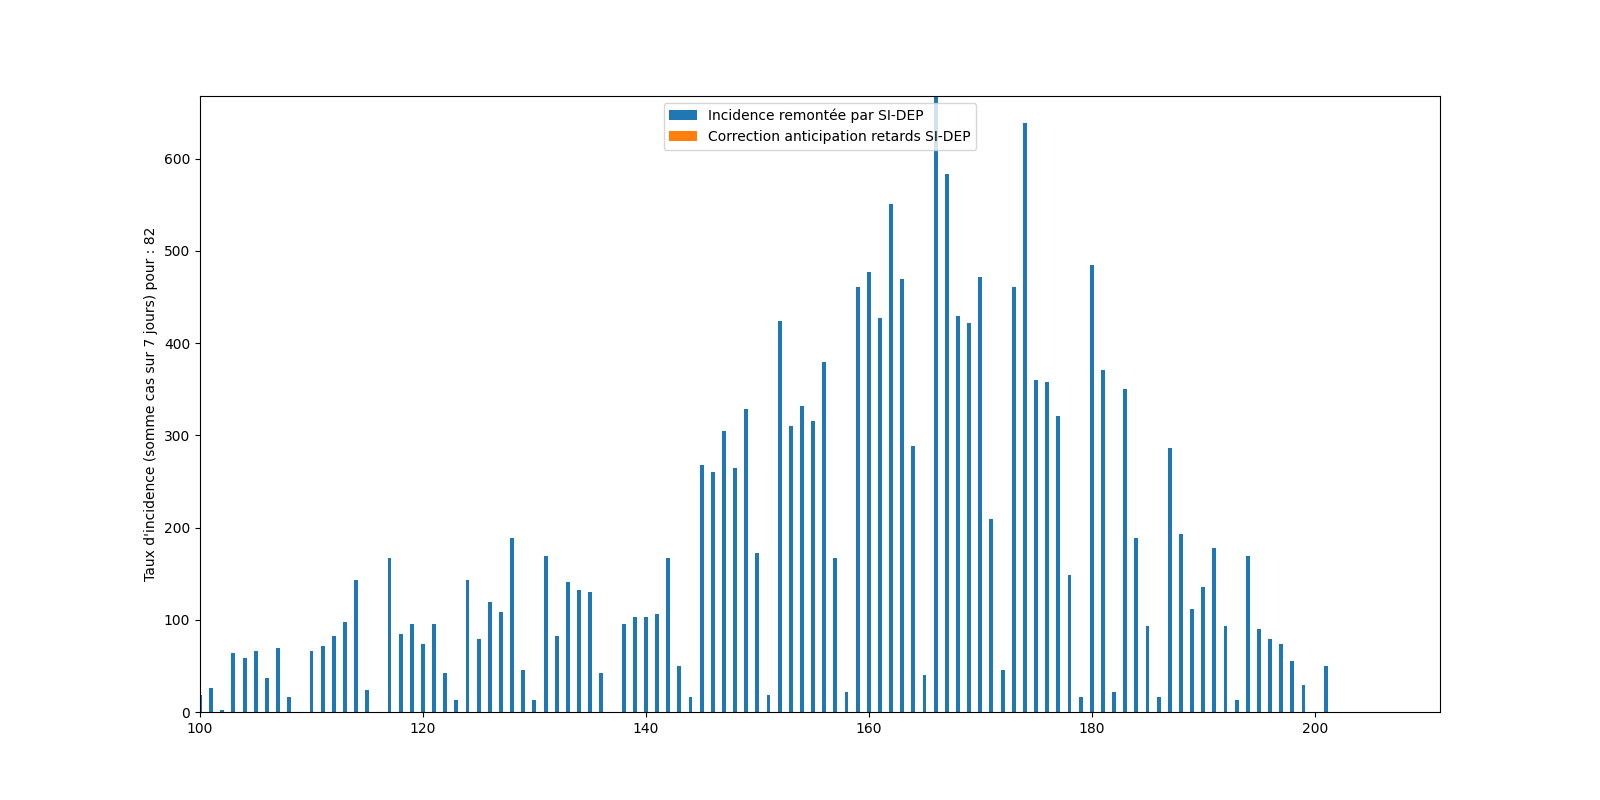 Incidence remontée par SI-DEP
Correction anticipation retards SI-DEP
Taux d'incidence (somme cas sur 7 jours) pour : 82
600
500
400
300
200
100
0
100 120 140 160 180 200